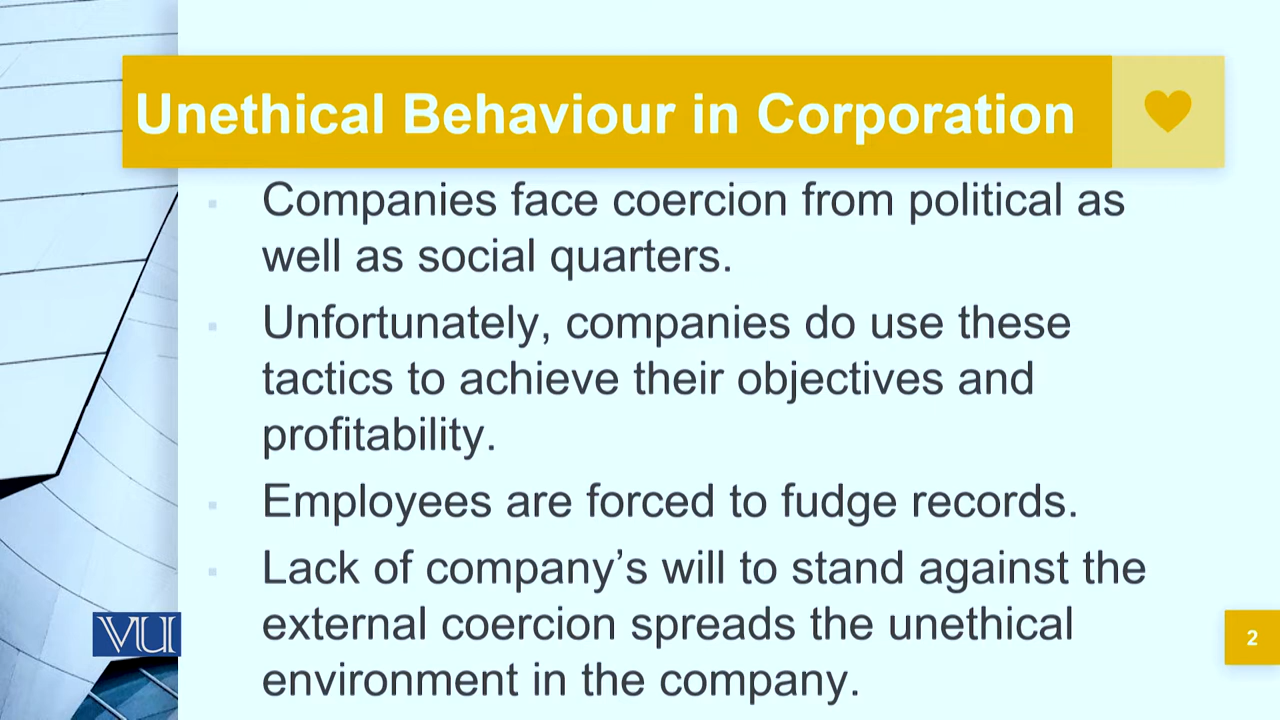 Unethical Behaviour in Corporation
Companies face coercion from political as
well as social quarters.
Unfortunately, companies do use these
tactics to achieve their objectives and
profitability.
Employees are forced to fudge records.
Lack of company’s will to stand against the
external coercion spreads the unethical
environment in the company.
VU
2